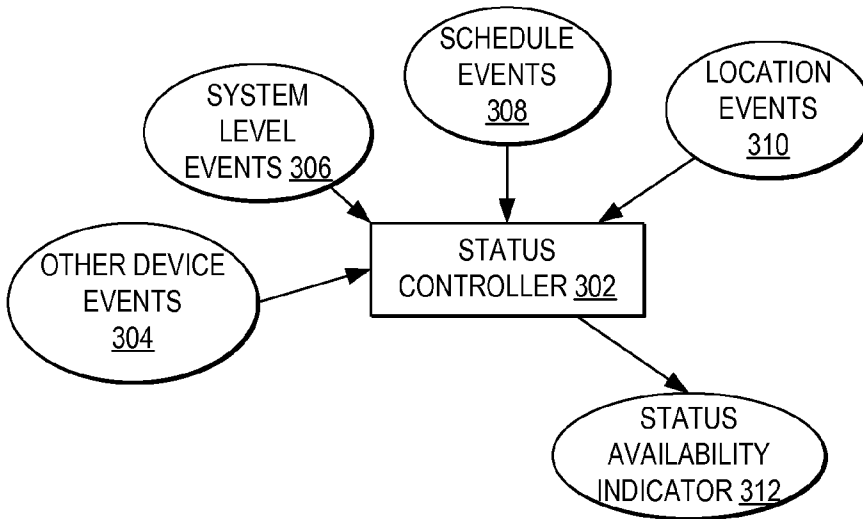 SCHEDULE
EVENTS
308
LOCATION
EVENTS
310
SYSTEM
LEVEL
EVENTS 306
STATUS
CONTROLLER 302
OTHER DEVICE
EVENTS
304
STATUS
AVAILABILITY
INDICATOR 312